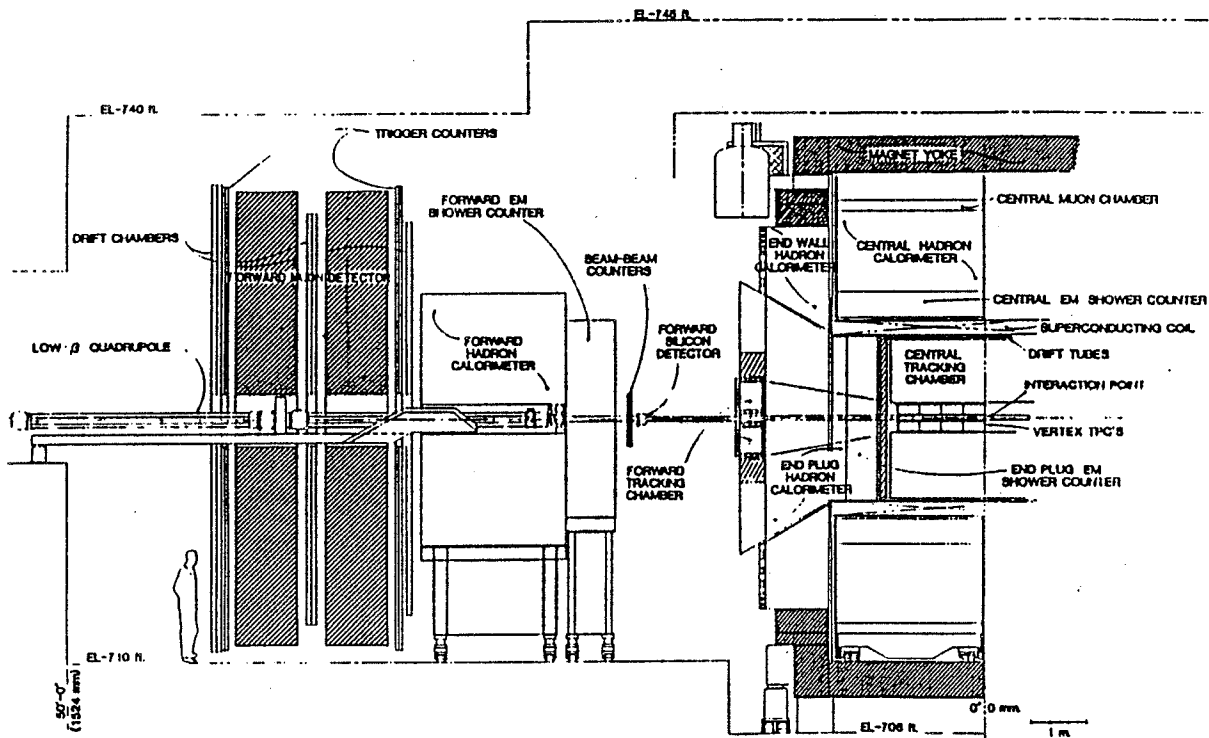 EL-746 ft.
EL-740 ft.
TRIGGER COUNTERS
MAGNET YOKE
FORWARD EM
SHOWER COUNTER
CENTRAL MUON CHAMBER
DRIFT CHAMBERS
BEAM-BEAM
COUNTERS
END WALL
HADRON
CALORIMETER
CENTRAL HADRON
CALORIMETER
FORWARD MUON DETECTOR
CENTRAL EM SHOWER COUNTER
SUPERCONDUCTING COIL
LOW-β QUADRUPOLE
FORWARD
HADRON
CALORIMETER
FORWARD
SILICON
DETECTOR
DRIFT TUBES
CENTRAL
TRACKING
CHAMBER
INTERACTION POINT
VERTEX TPC'S
FORWARD
TRACKING
CHAMBER
END PLUG
HADRON
CALORIMETER
END PLUG EM
SHOWER COUNTER
EL-710 ft.
50'-0"
(1524 mm)
0" 0 mm.
EL-706 ft.
1 m.